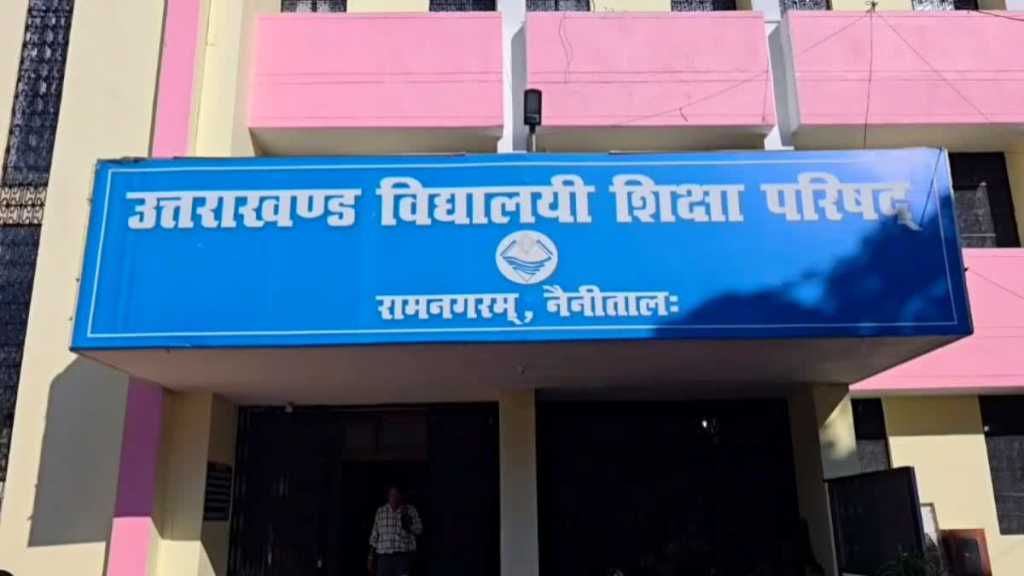 उत्तराखण्ड विद्यालयी शिक्षा परिषद्
रामनगरम्, नैनीतालः